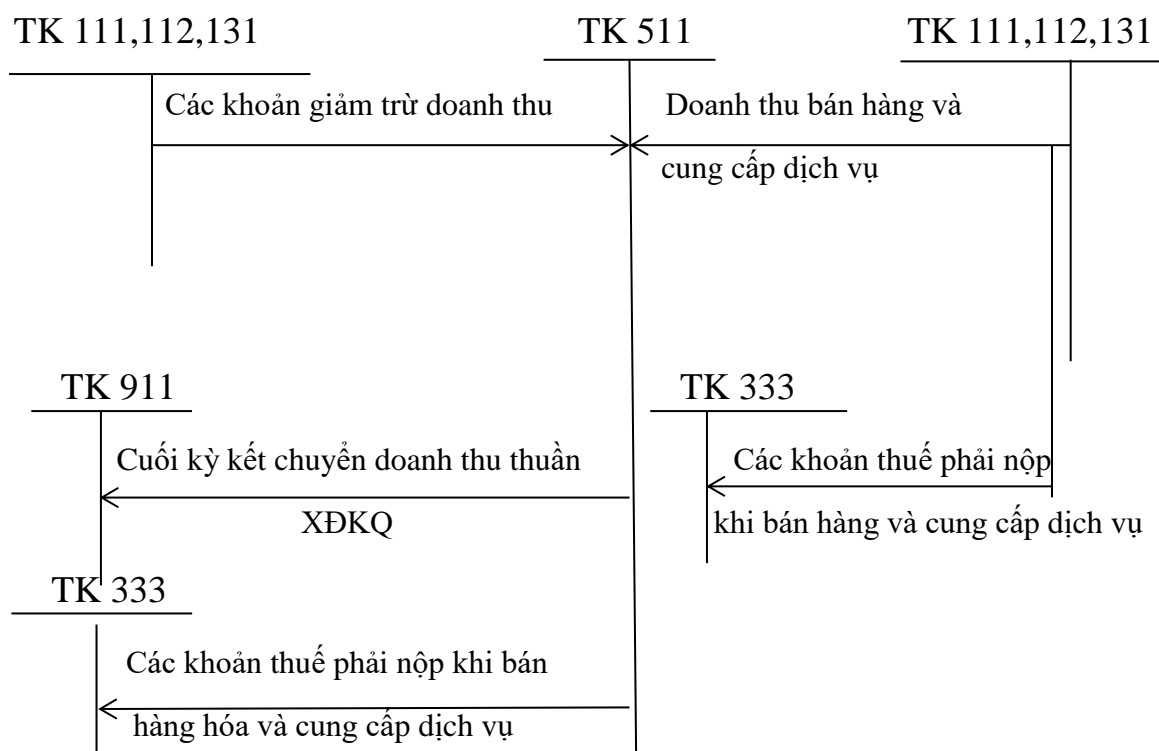 TK 111,112,131
TK 511
TK 111,112,131
Các khoản giảm trừ doanh thu
Doanh thu bán hàng và
cung cấp dịch vụ
TK 911
TK 333
Cuối kỳ kết chuyển doanh thu thuần
XĐKQ
Các khoản thuế phải nộp
khi bán hàng và cung cấp dịch vụ
TK 333
Các khoản thuế phải nộp khi bán
hàng hóa và cung cấp dịch vụ